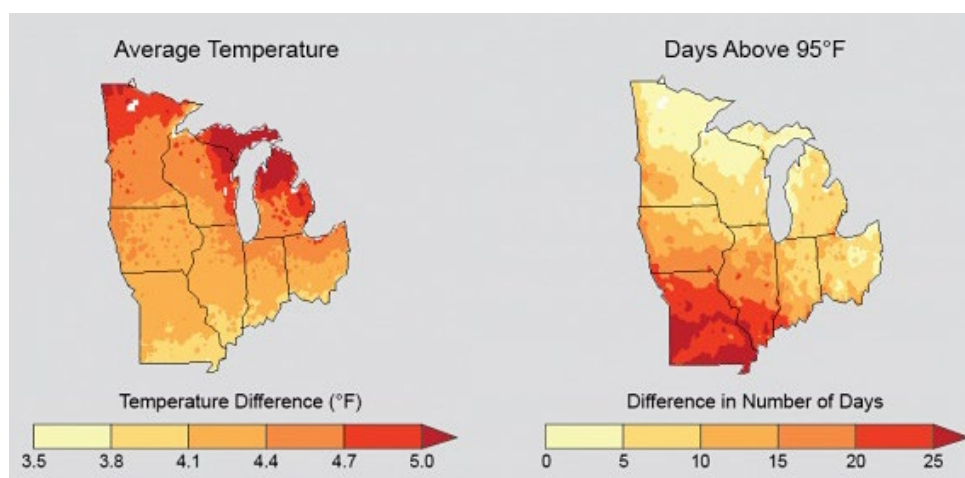 Average Temperature
Days Above 95°F
Temperature Difference (°F)
3.5 3.8 4.1 4.4 4.7 5.0
Difference in Number of Days
0 5 10 15 20 25